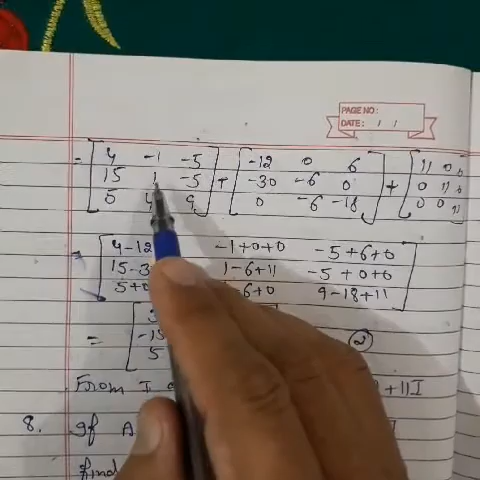 PAGE NO:
DATE: / /
= [ 4 -1 -5 ] + [ -12 0 6 ] + [ 11 0 0
15 1 -5 -30 -6 0 0 11 0
5 4 9 0 -6 -18 0 0 11
= [ 4-12 -1+0+0 -5+6+0 ]
15-3 1-6+11 -5+0+0
5+0 6+0 9-18+11
= [
-15
5 ②
From I +11I
8. If A
find